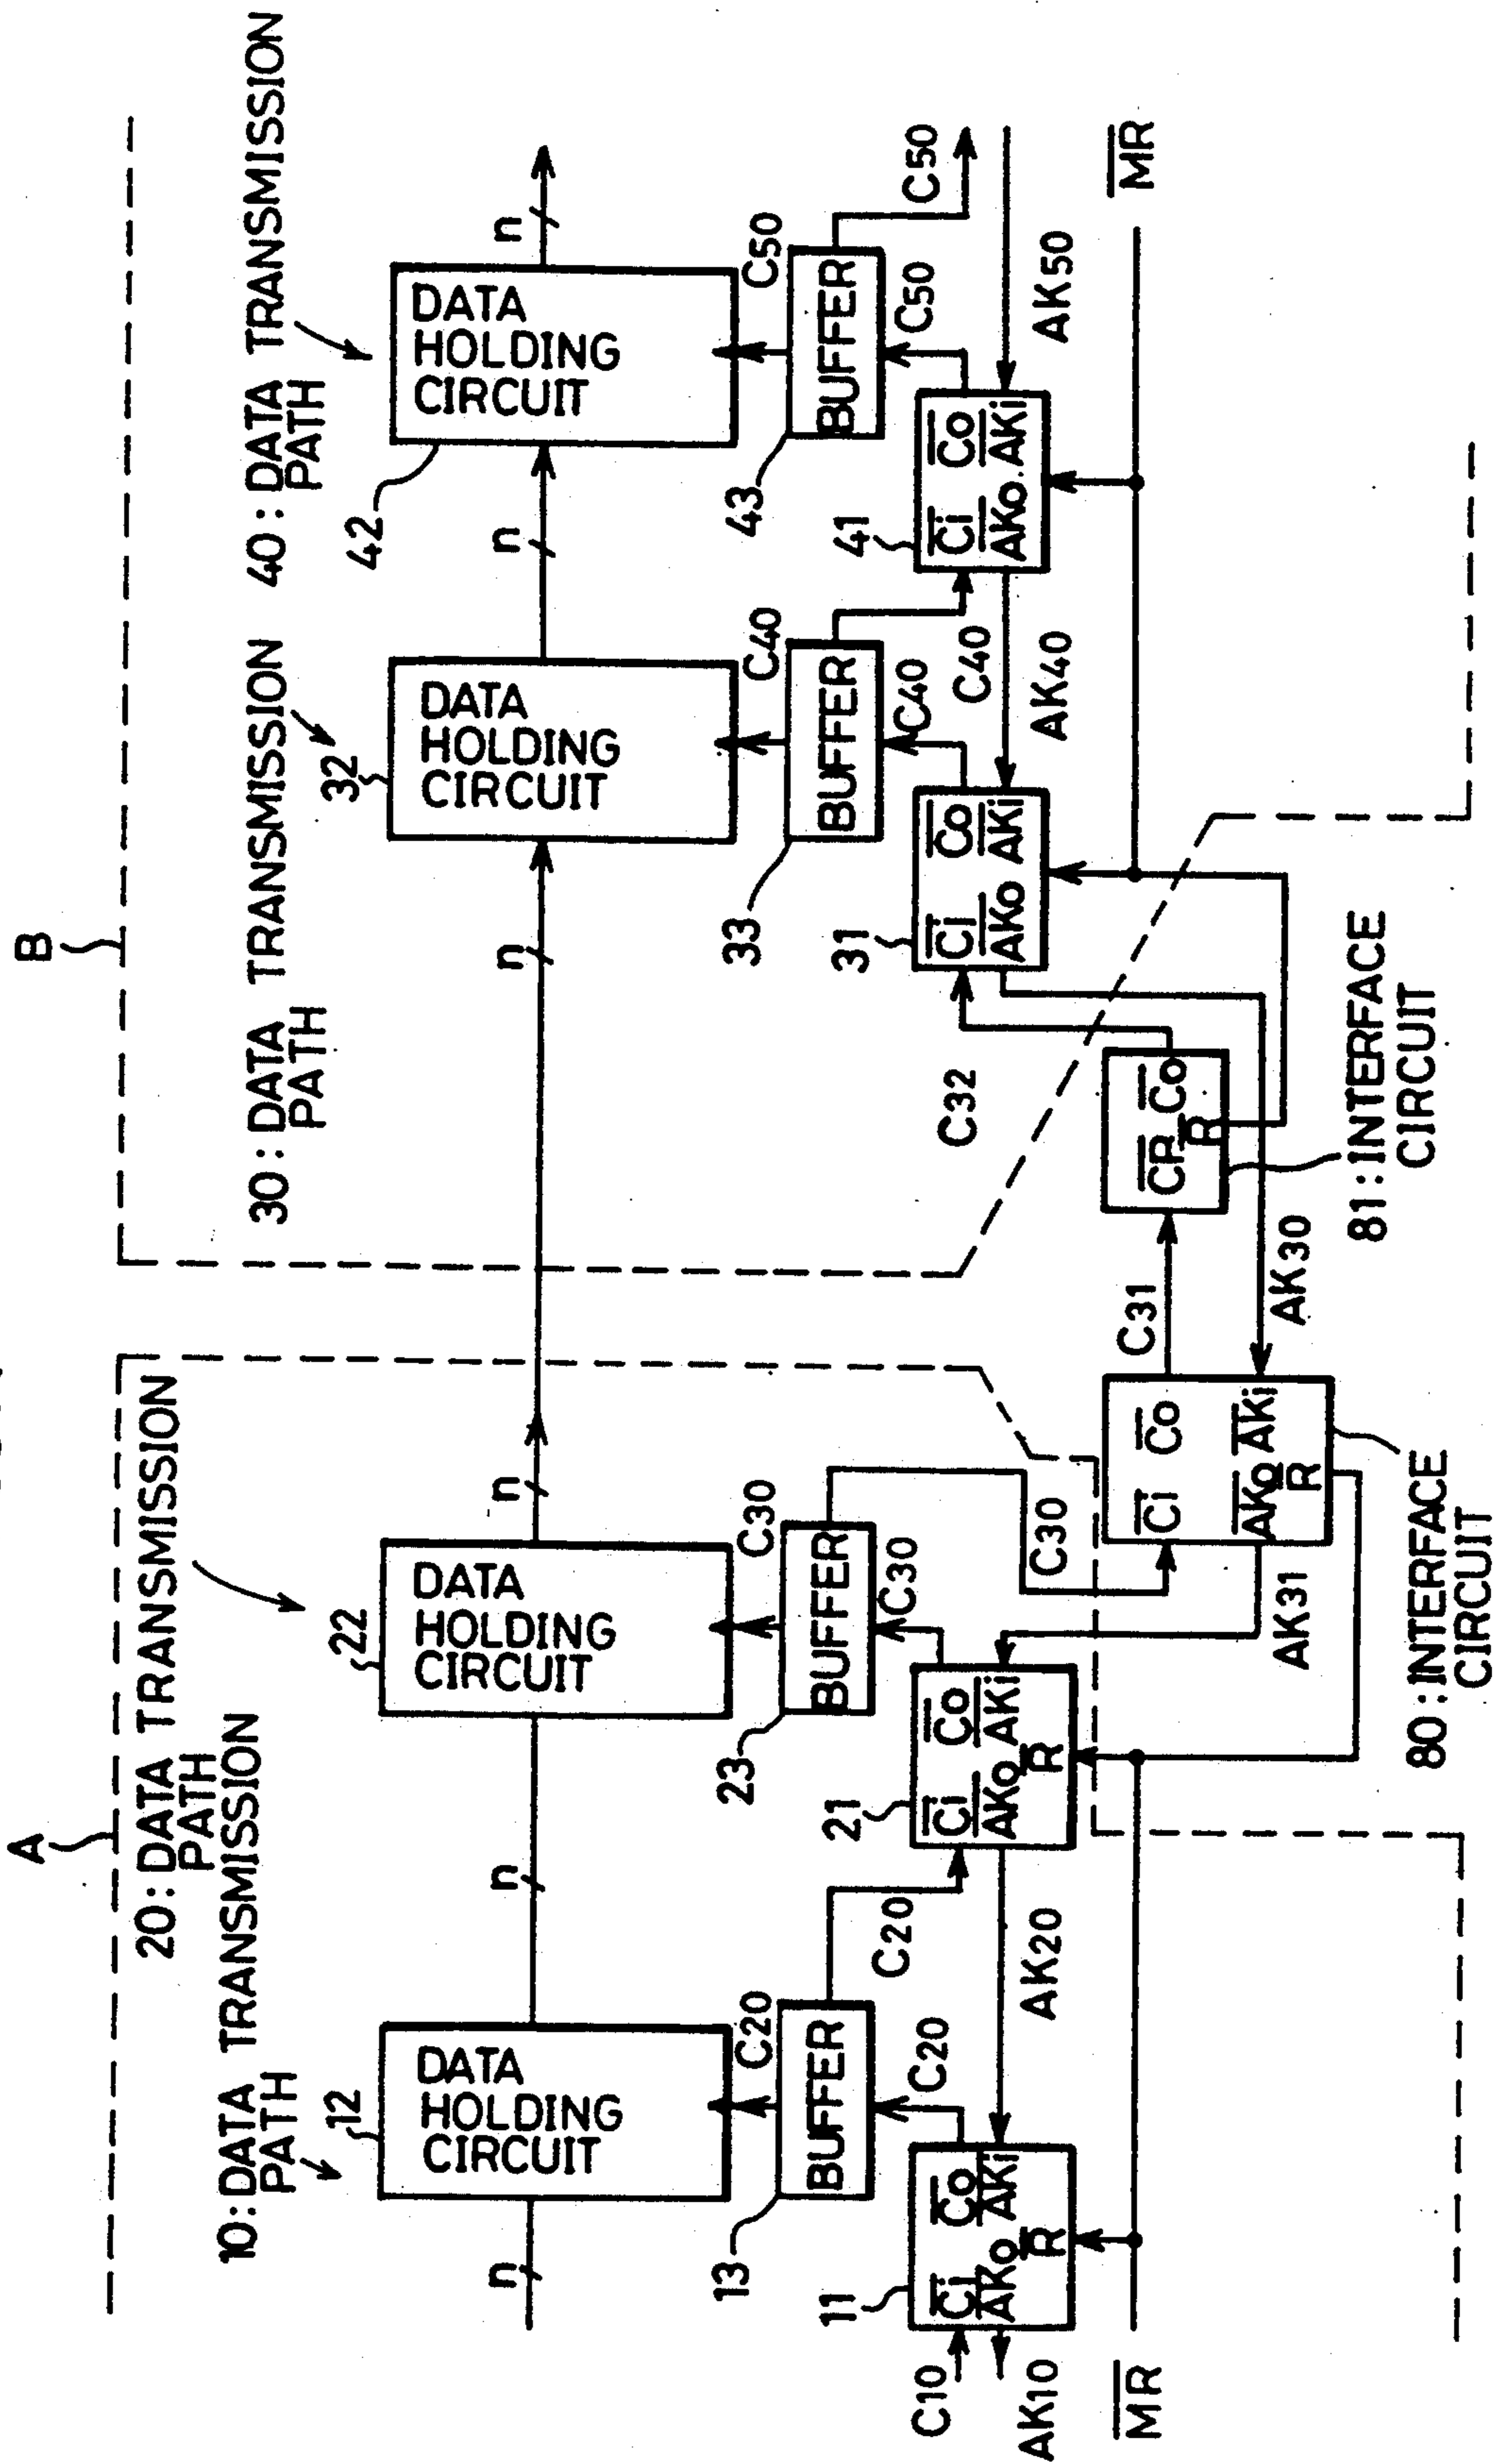 B
A
20:DATA TRANSMISSION
PATH
10:DATA TRANSMISSION
PATH
30:DATA TRANSMISSION
PATH
40:DATA TRANSMISSION
PATH
n
12
DATA
HOLDING
CIRCUIT
n
22
DATA
HOLDING
CIRCUIT
n
n
32
DATA
HOLDING
CIRCUIT
n
42
DATA
HOLDING
CIRCUIT
n
C20
C30
C40
C50
13
BUFFER
23
BUFFER
33
BUFFER
43
BUFFER
C20
C20
C30
C30
C40
C40
C50
C50
C10
AK10
11
C̅i̅ C̅o̅
A̅K̅o̅ A̅K̅i̅
R̅
AK20
21
C̅i̅ C̅o̅
A̅K̅o̅ A̅K̅i̅
R̅
AK31
C̅i̅ C̅o̅
A̅K̅o̅ A̅K̅i̅
R̅
80:INTERFACE
CIRCUIT
C31
AK30
C̅P̅ C̅o̅
R̅
81:INTERFACE
CIRCUIT
C32
31
C̅i̅ C̅o̅
A̅K̅o̅ A̅K̅i̅
AK40
41
C̅i̅ C̅o̅
A̅K̅o̅ A̅K̅i̅
AK50
M̅R̅
M̅R̅